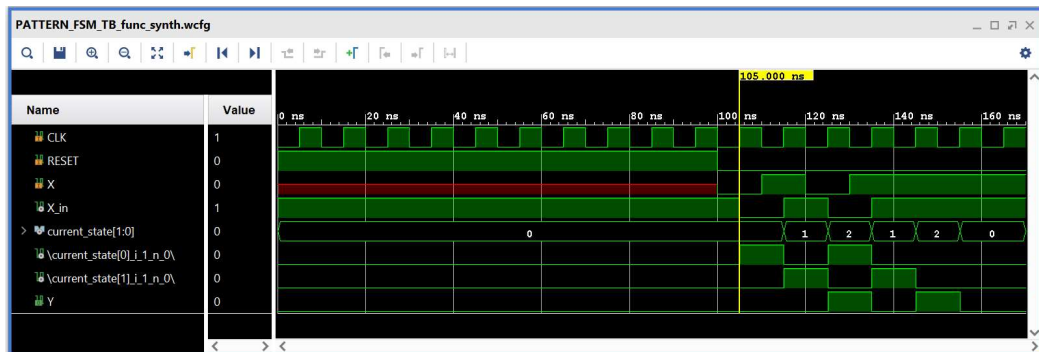 PATTERN_FSM_TB_func_synth.wcfg
105.000 ns
Name Value
0 ns 20 ns 40 ns 60 ns 80 ns 100 ns 120 ns 140 ns 160 ns
CLK 1
RESET 0
X 0
X_in 1
current_state[1:0] 0 0 1 2 1 2 0
\current_state[0]_i_1_n_0\ 0
\current_state[1]_i_1_n_0\ 0
Y 0